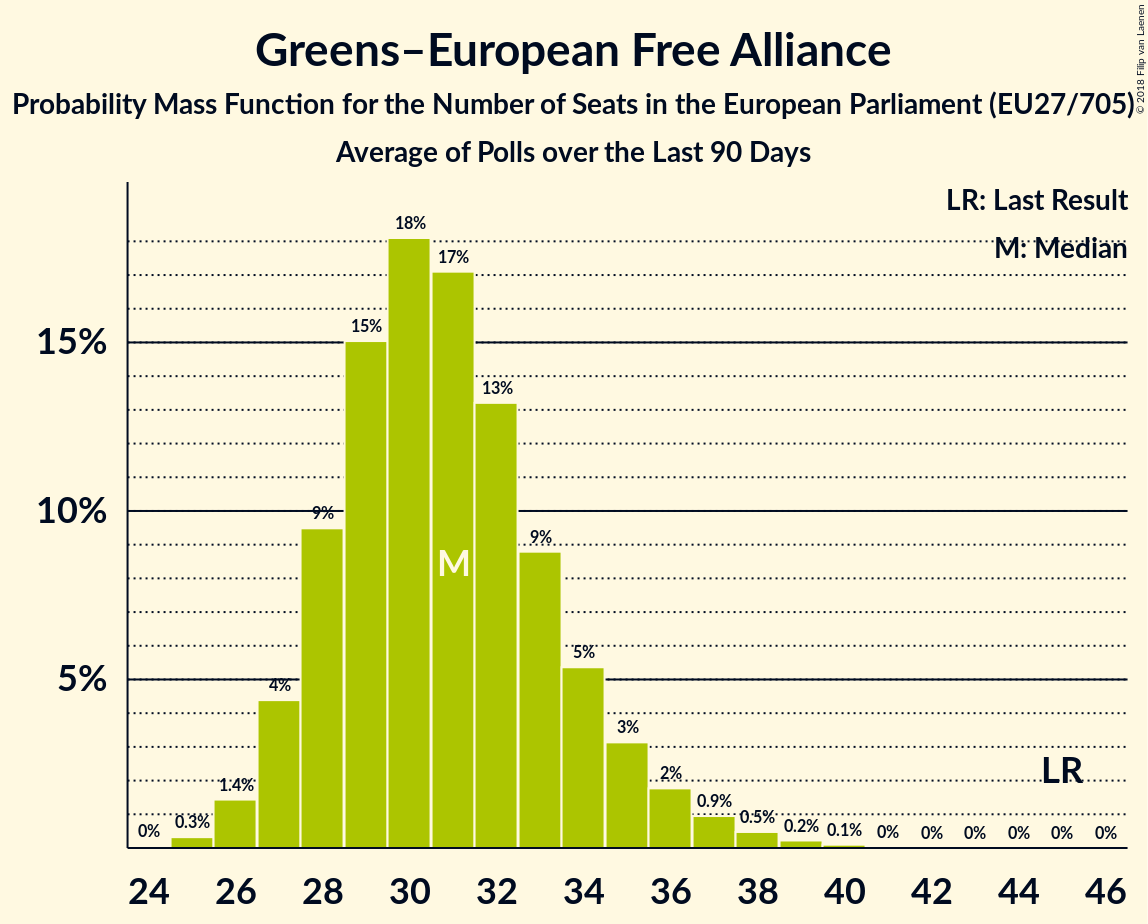 Greens–European Free Alliance
Probability Mass Function for the Number of Seats in the European Parliament (EU27/705)
Average of Polls over the Last 90 Days
© 2018 Filip van Laenen
LR: Last Result
M: Median
15%
10%
5%
0%
0.3%
1.4%
4%
9%
15%
18%
17%
13%
9%
5%
3%
2%
0.9%
0.5%
0.2%
0.1%
0%
0%
0%
0%
0%
0%
M
LR
24 26 28 30 32 34 36 38 40 42 44 46